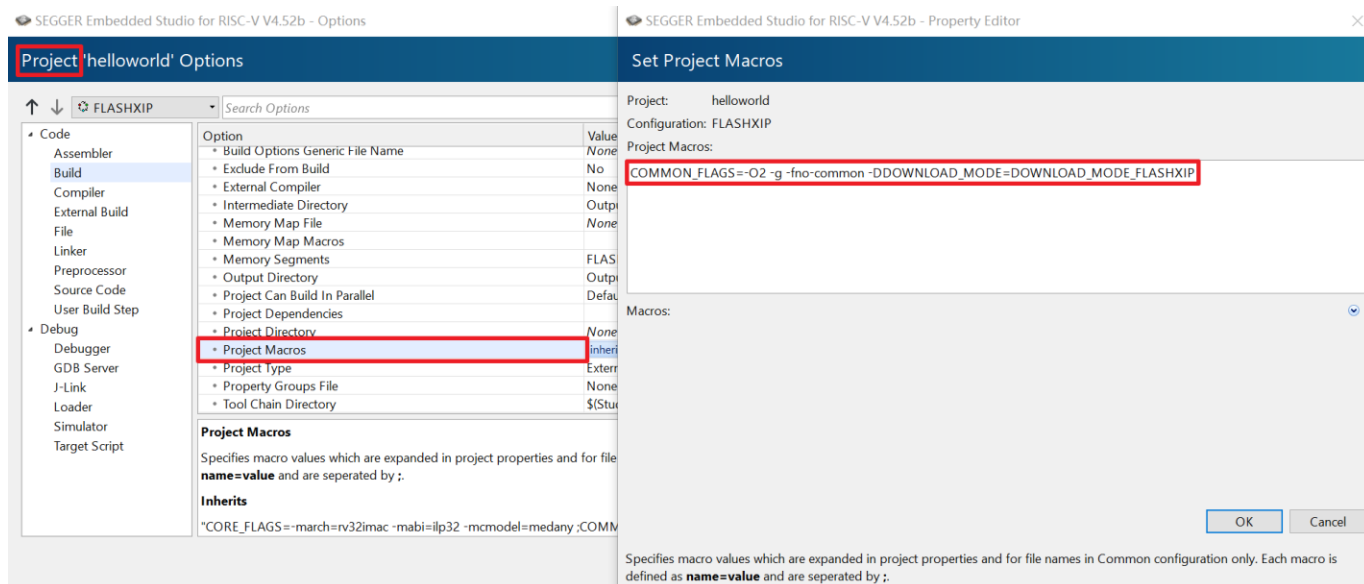 SEGGER Embedded Studio for RISC-V V4.52b - Options
Project 'helloworld' Options
FLASHXIP
Search Options
Code
Assembler
Build
Compiler
External Build
File
Linker
Preprocessor
Source Code
User Build Step
Debug
Debugger
GDB Server
J-Link
Loader
Simulator
Target Script
Option Value
Build Options Generic File Name None
Exclude From Build No
External Compiler None
Intermediate Directory Outpu
Memory Map File None
Memory Map Macros
Memory Segments FLAS
Output Directory Outpu
Project Can Build In Parallel Defau
Project Dependencies
Project Directory None
Project Macros inheri
Project Type Extern
Property Groups File None
Tool Chain Directory $(Stud
Project Macros
Specifies macro values which are expanded in project properties and for file
name=value and are seperated by ;.
Inherits
"CORE_FLAGS=-march=rv32imac -mabi=ilp32 -mcmodel=medany ;COMM
SEGGER Embedded Studio for RISC-V V4.52b - Property Editor
Set Project Macros
Project: helloworld
Configuration: FLASHXIP
Project Macros:
COMMON_FLAGS=-O2 -g -fno-common -DDOWNLOAD_MODE=DOWNLOAD_MODE_FLASHXIP
Macros:
OK Cancel
Specifies macro values which are expanded in project properties and for file names in Common configuration only. Each macro is
defined as name=value and are seperated by ;.